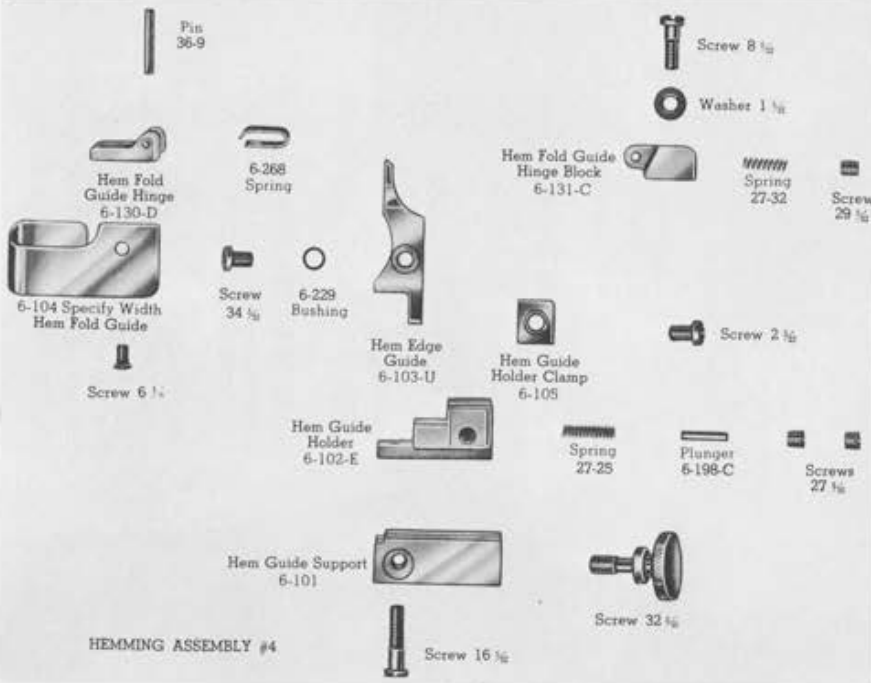 Pin
36-9
Screw 8
Washer 1
Hem Fold
Guide Hinge
6-130-D
6-268
Spring
Hem Fold Guide
Hinge Block
6-131-C
Spring
27-32
Screw
29
6-104 Specify Width
Hem Fold Guide
Screw
34
6-229
Bushing
Hem Edge
Guide
6-103-U
Hem Guide
Holder Clamp
6-105
Screw 2
Screw 6
Hem Guide
Holder
6-102-E
Spring
27-25
Plunger
6-198-C
Screws
27
Hem Guide Support
6-101
Screw 32
HEMMING ASSEMBLY #4
Screw 16